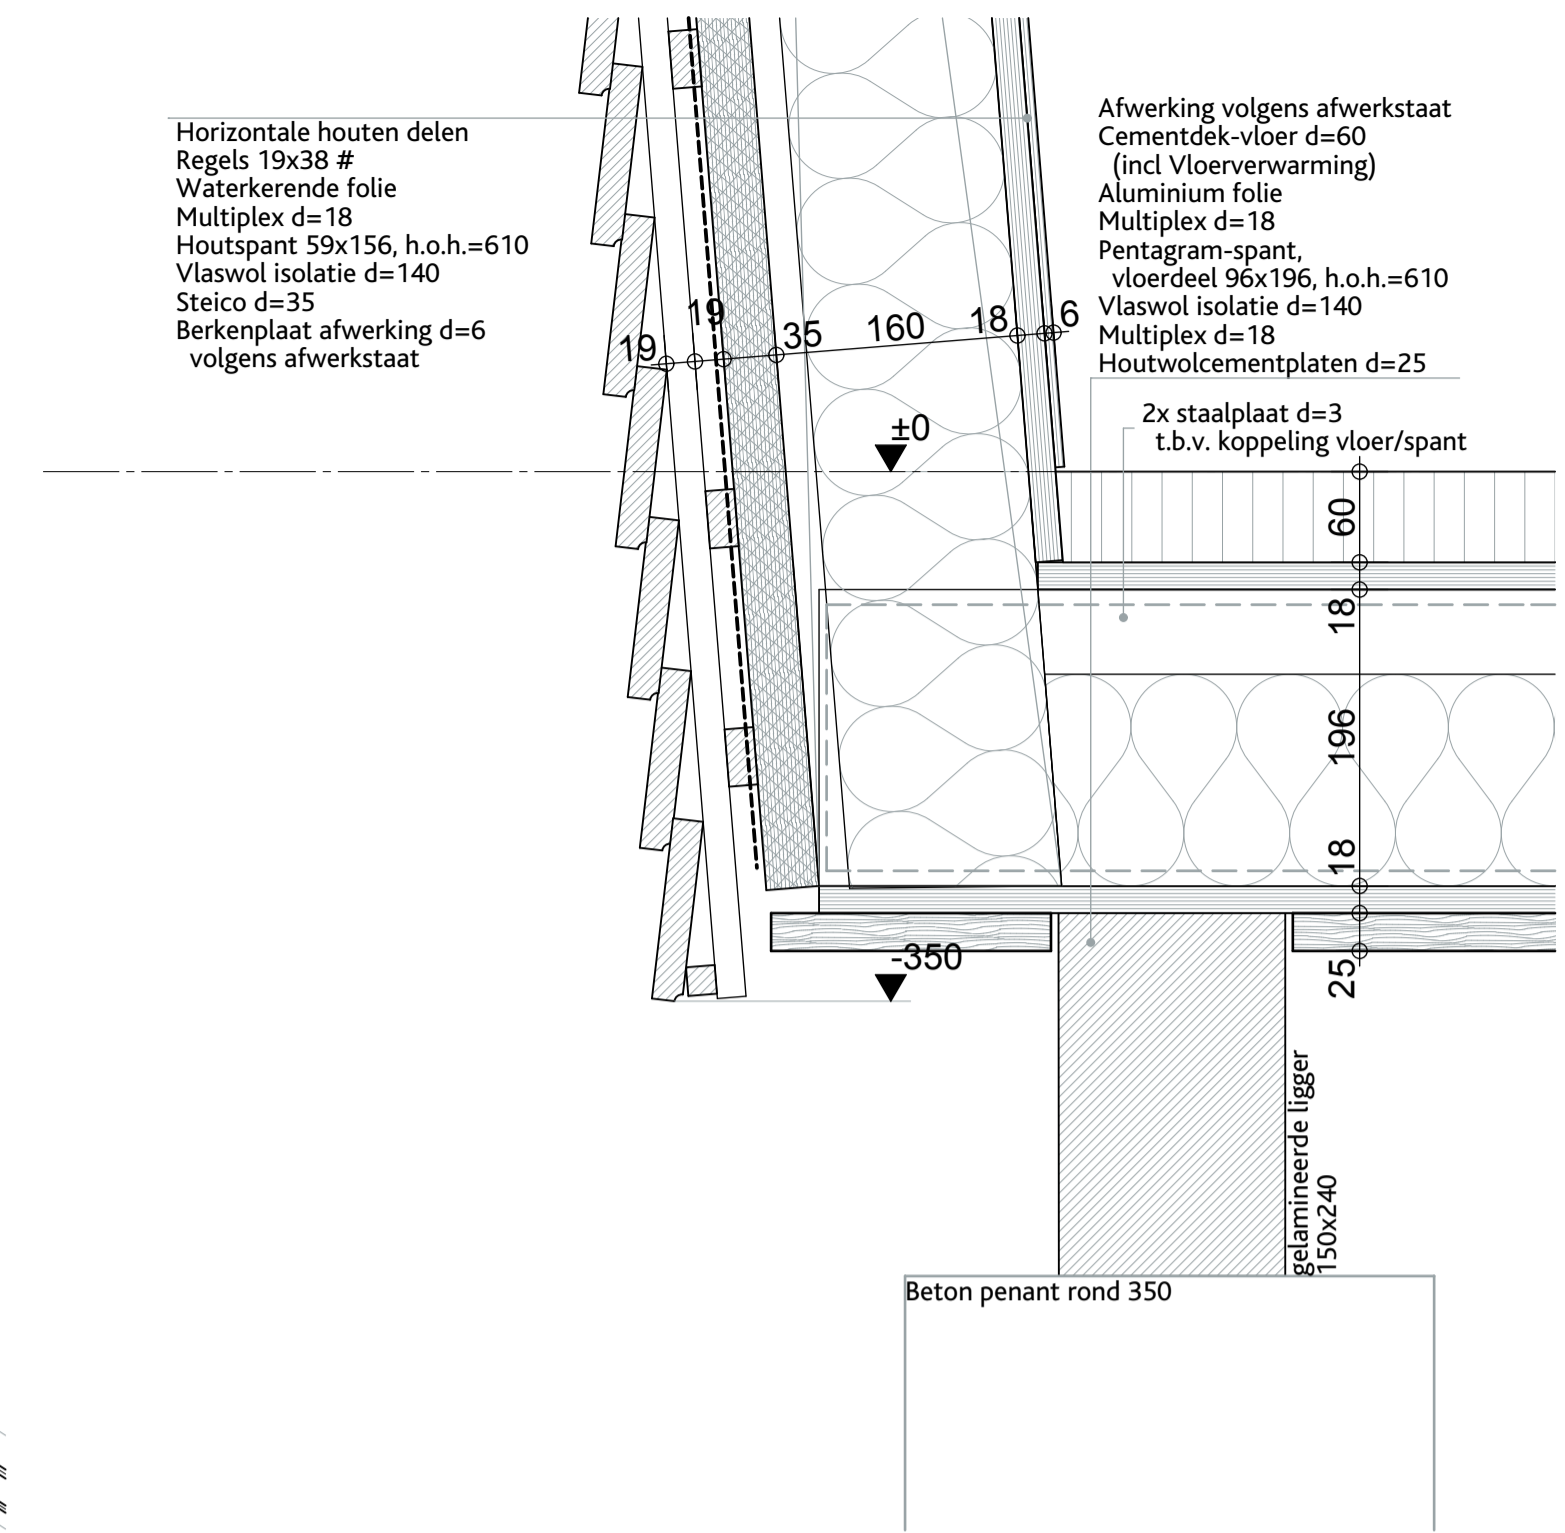 Horizontale houten delen
Regels 19x38 #
Waterkerende folie
Multiplex d=18
Houtspant 59x156, h.o.h.=610
Vlaswol isolatie d=140
Steico d=35
Berkenplaat afwerking d=6
volgens afwerkstaat
Afwerking volgens afwerkstaat
Cementdek-vloer d=60
(incl Vloerverwarming)
Aluminium folie
Multiplex d=18
Pentagram-spant,
vloerdeel 96x196, h.o.h.=610
Vlaswol isolatie d=140
Multiplex d=18
Houtwolcementplaten d=25
2x staalplaat d=3
t.b.v. koppeling vloer/spant
19
19
35
160
18
6
±0
60
18
196
18
25
-350
gelamineerde ligger
150x240
Beton penant rond 350